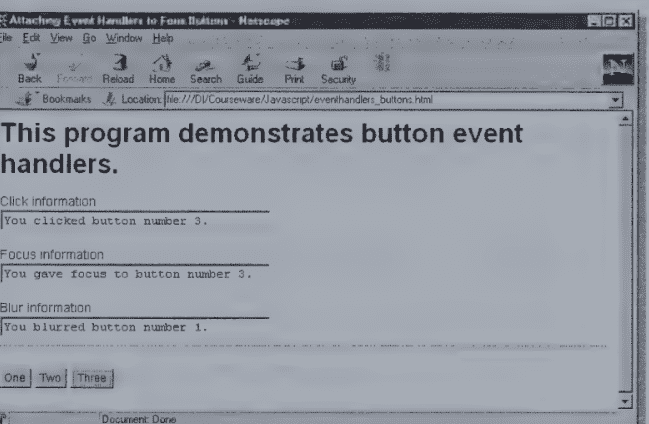 Attaching Event Handlers to Form Buttons - Netscape
File Edit View Go Window Help
Back Forward Reload Home Search Guide Print Security
Bookmarks Location: file:///D|/Courseware/Javascript/eventhandlers_buttons.html
This program demonstrates button event
handlers.
Click information
You clicked button number 3.
Focus information
You gave focus to button number 3.
Blur information
You blurred button number 1.
One Two Three
Document: Done